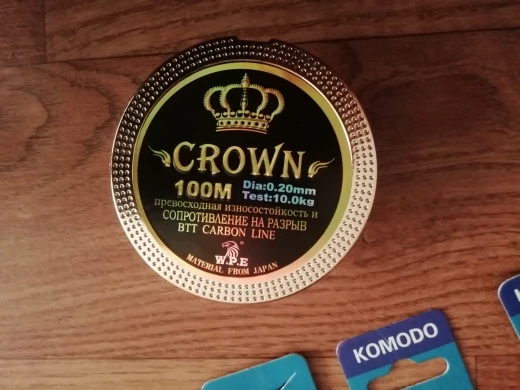 CROWN
100M
Dia:0.20mm
Test:10.0kg
превосходная износостойкость и
СОПРОТИВЛЕНИЕ НА РАЗРЫВ
BTT CARBON LINE
W.P.E
MATERIAL FROM JAPAN
KOMODO